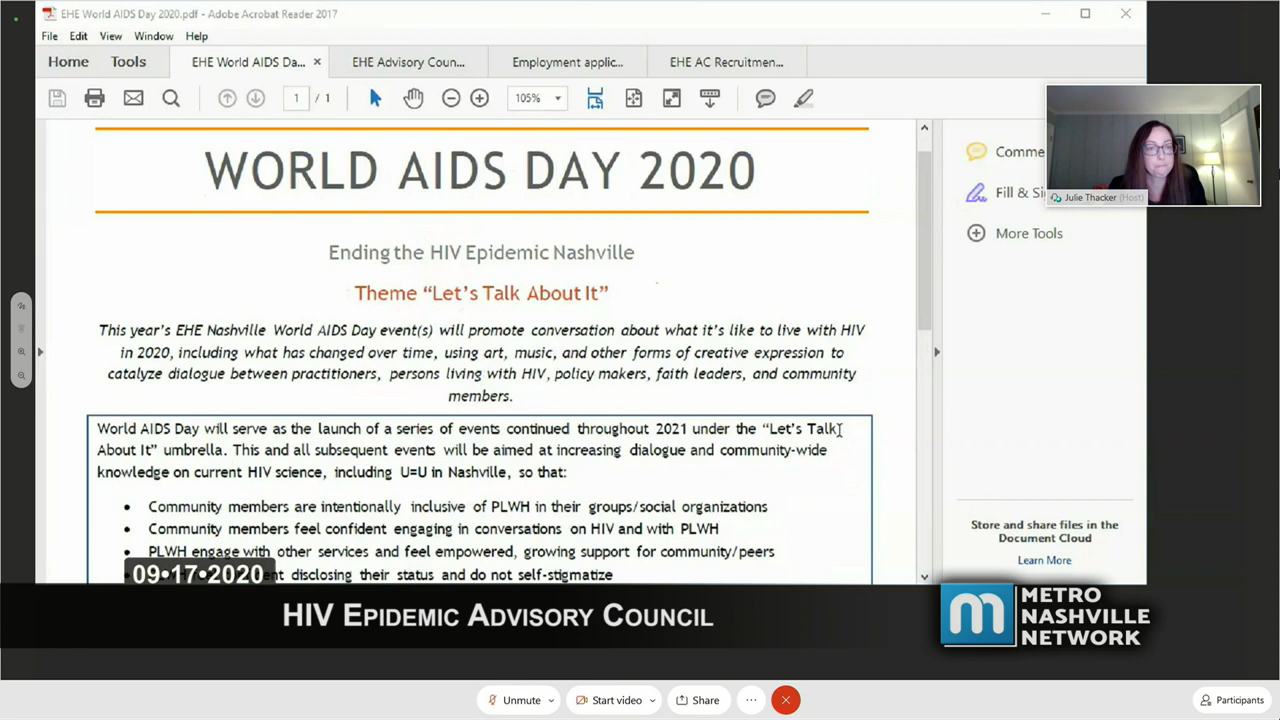 EHE World AIDS Day 2020.pdf - Adobe Acrobat Reader 2017
File Edit View Window Help
Home Tools EHE World AIDS Da... × EHE Advisory Coun... Employment applic... EHE AC Recruitmen...
1 / 1 105%
WORLD AIDS DAY 2020
Ending the HIV Epidemic Nashville
Theme “Let’s Talk About It”
This year’s EHE Nashville World AIDS Day event(s) will promote conversation about what it’s like to live with HIV
in 2020, including what has changed over time, using art, music, and other forms of creative expression to
catalyze dialogue between practitioners, persons living with HIV, policy makers, faith leaders, and community
members.
World AIDS Day will serve as the launch of a series of events continued throughout 2021 under the “Let’s Talk
About It” umbrella. This and all subsequent events will be aimed at increasing dialogue and community-wide
knowledge on current HIV science, including U=U in Nashville, so that:
• Community members are intentionally inclusive of PLWH in their groups/social organizations
• Community members feel confident engaging in conversations on HIV and with PLWH
• PLWH engage with other services and feel empowered, growing support for community/peers
disclosing their status and do not self-stigmatize
Comme
Fill & Si
More Tools
Julie Thacker (Host)
Store and share files in the
Document Cloud
Learn More
09•17•2020
HIV EPIDEMIC ADVISORY COUNCIL
m METRO
NASHVILLE
NETWORK
Unmute Start video Share ... Participants